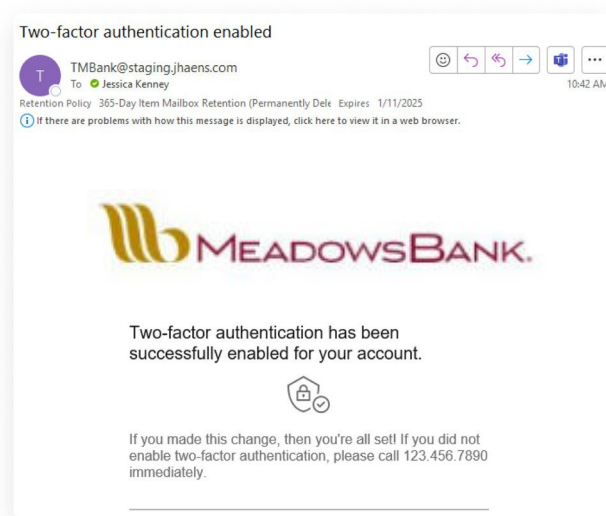 Two-factor authentication enabled
T
TMBank@staging.jhaens.com
To Jessica Kenney
10:42 AM
Retention Policy 365-Day Item Mailbox Retention (Permanently Dele Expires 1/11/2025
If there are problems with how this message is displayed, click here to view it in a web browser.
MEADOWSBANK.
Two-factor authentication has been
successfully enabled for your account.
If you made this change, then you're all set! If you did not
enable two-factor authentication, please call 123.456.7890
immediately.